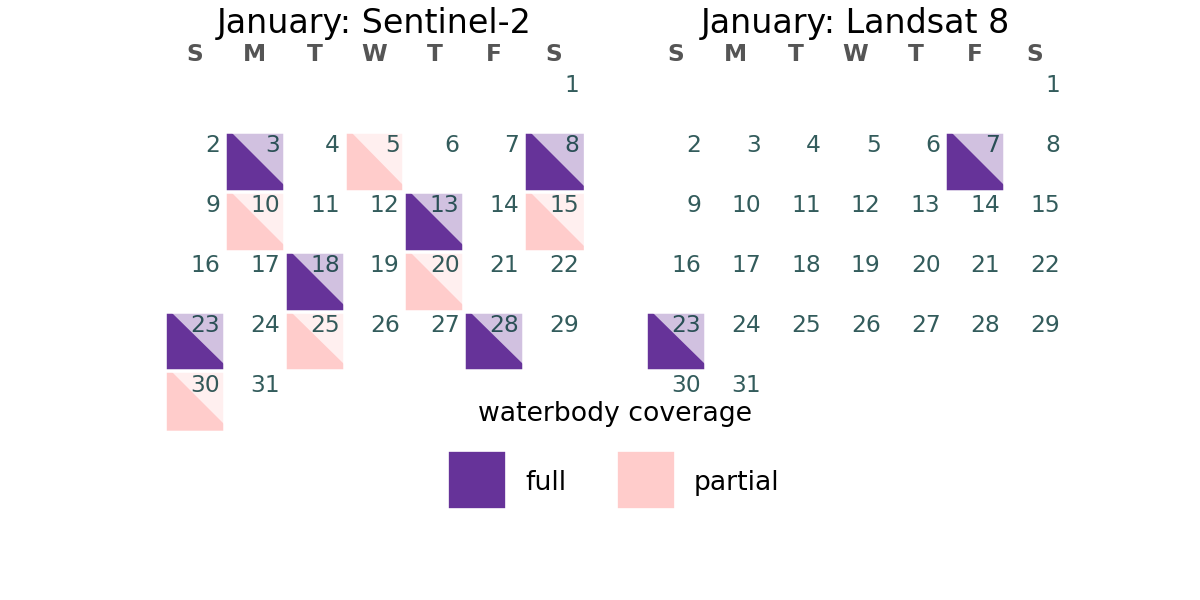 January: Sentinel-2
S M T W T F S
1
2 3 4 5 6 7 8
9 10 11 12 13 14 15
16 17 18 19 20 21 22
23 24 25 26 27 28 29
30 31
January: Landsat 8
S M T W T F S
1
2 3 4 5 6 7 8
9 10 11 12 13 14 15
16 17 18 19 20 21 22
23 24 25 26 27 28 29
30 31
waterbody coverage
full partial